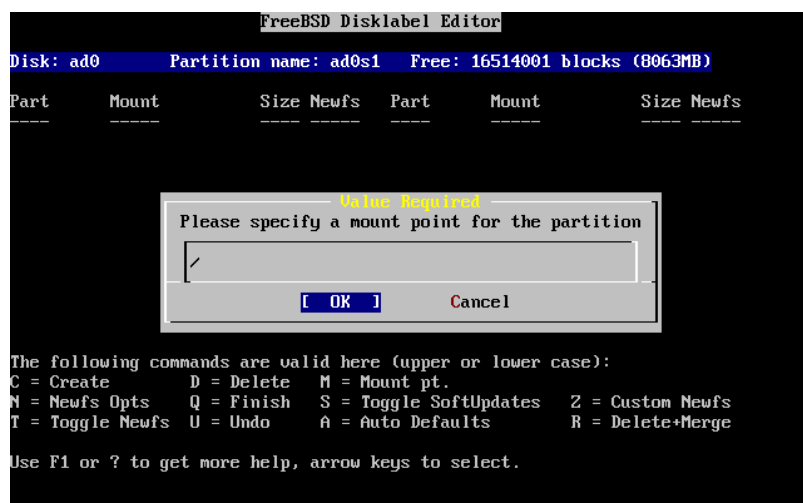 FreeBSD Disklabel Editor
Disk: ad0 Partition name: ad0s1 Free: 16514001 blocks (8063MB)
Part Mount Size Newfs Part Mount Size Newfs
---- ----- ---- ----- ---- ----- ---- -----
Value Required
Please specify a mount point for the partition
/
[ OK ] Cancel
The following commands are valid here (upper or lower case):
C = Create D = Delete M = Mount pt.
N = Newfs Opts Q = Finish S = Toggle SoftUpdates Z = Custom Newfs
T = Toggle Newfs U = Undo A = Auto Defaults R = Delete+Merge
Use F1 or ? to get more help, arrow keys to select.